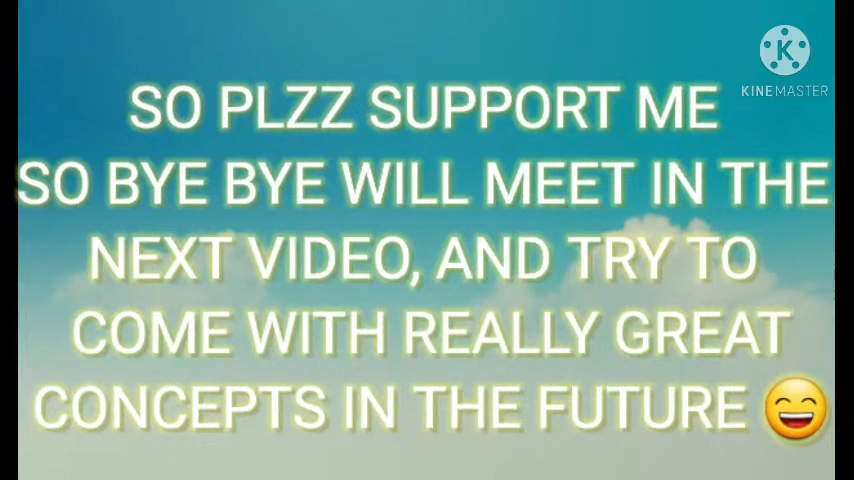 KINEMASTER
SO PLZZ SUPPORT ME
SO BYE BYE WILL MEET IN THE
NEXT VIDEO, AND TRY TO
COME WITH REALLY GREAT
CONCEPTS IN THE FUTURE 😄